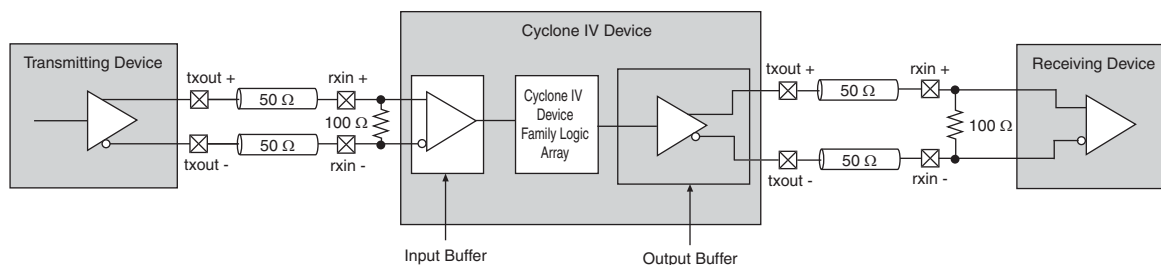 Cyclone IV Device
Transmitting Device
txout +
rxin +
50 Ω
50 Ω
100 Ω
txout -
rxin -
Cyclone IV
Device
Family Logic
Array
txout +
rxin +
50 Ω
50 Ω
100 Ω
txout -
rxin -
Receiving Device
Input Buffer
Output Buffer